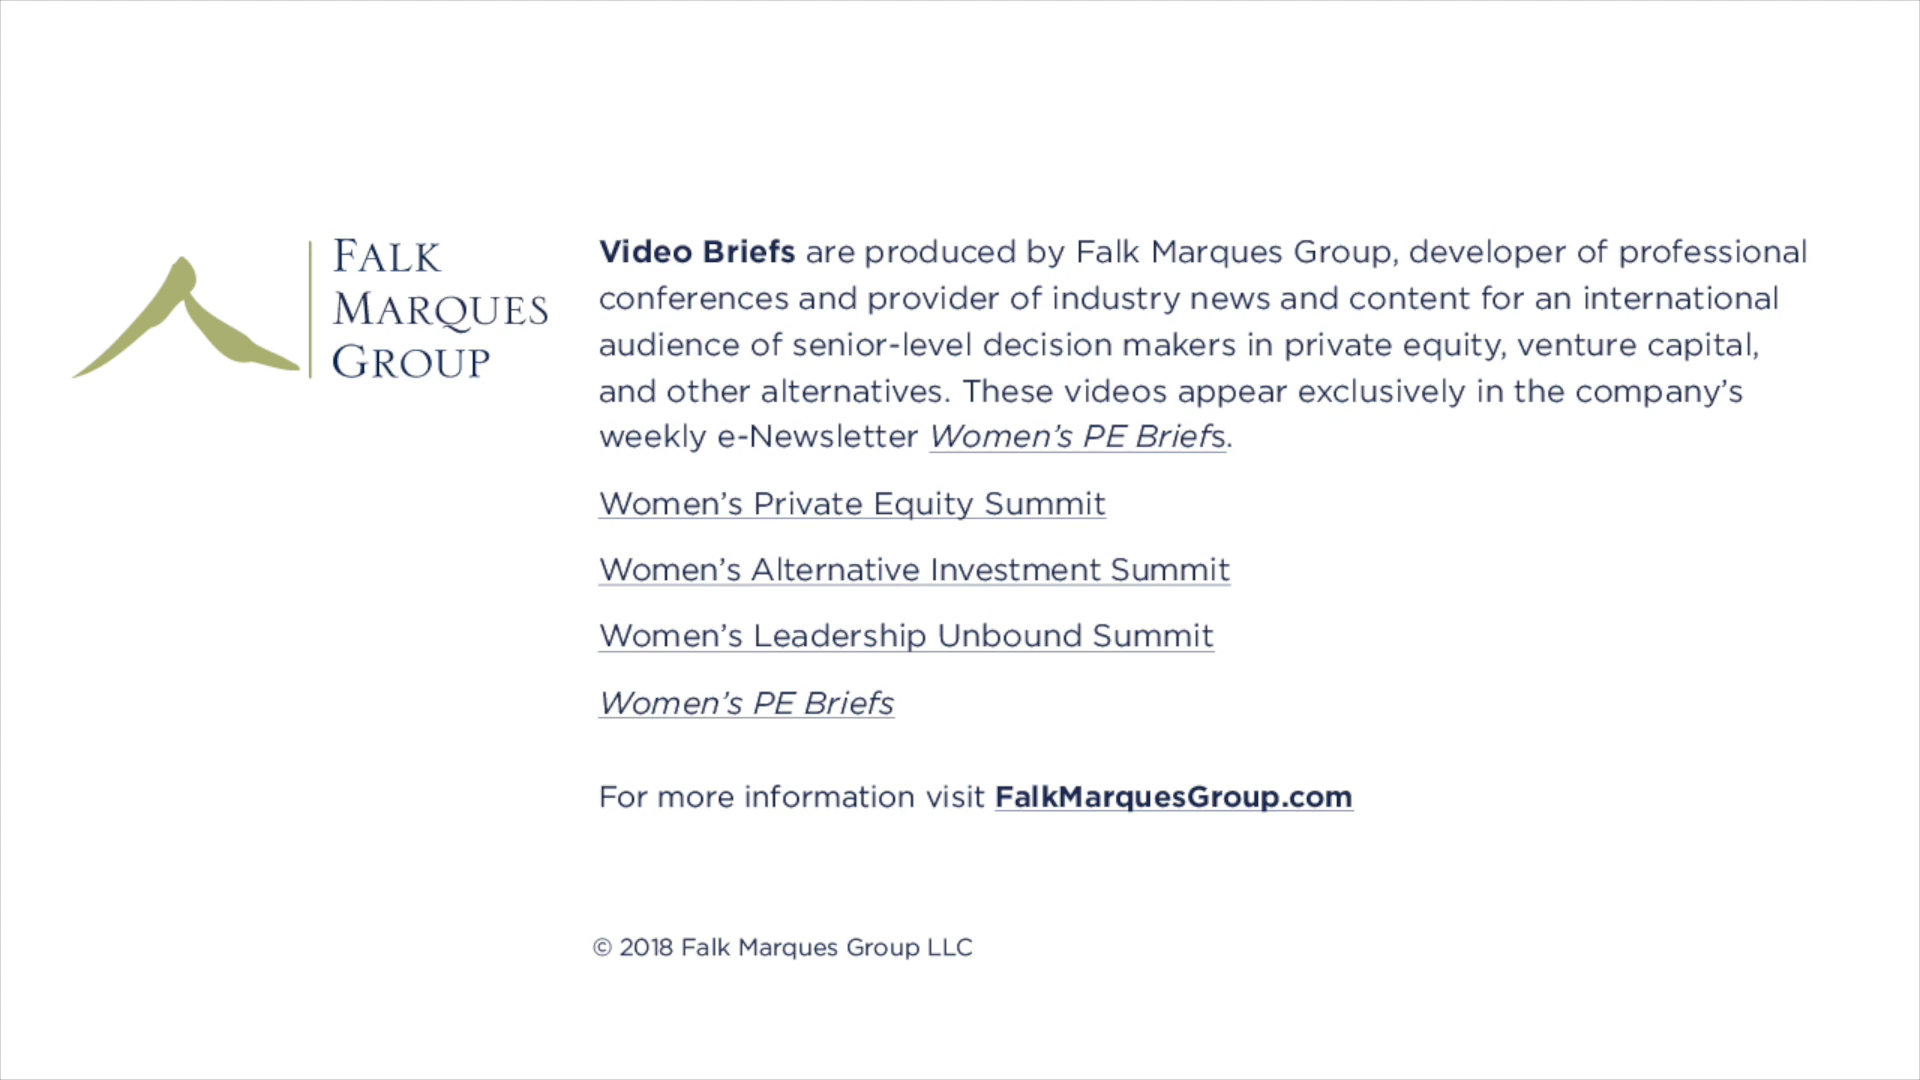 FALK
MARQUES
GROUP
Video Briefs are produced by Falk Marques Group, developer of professional
conferences and provider of industry news and content for an international
audience of senior-level decision makers in private equity, venture capital,
and other alternatives. These videos appear exclusively in the company’s
weekly e-Newsletter Women’s PE Briefs.
Women’s Private Equity Summit
Women’s Alternative Investment Summit
Women’s Leadership Unbound Summit
Women’s PE Briefs
For more information visit FalkMarquesGroup.com
© 2018 Falk Marques Group LLC